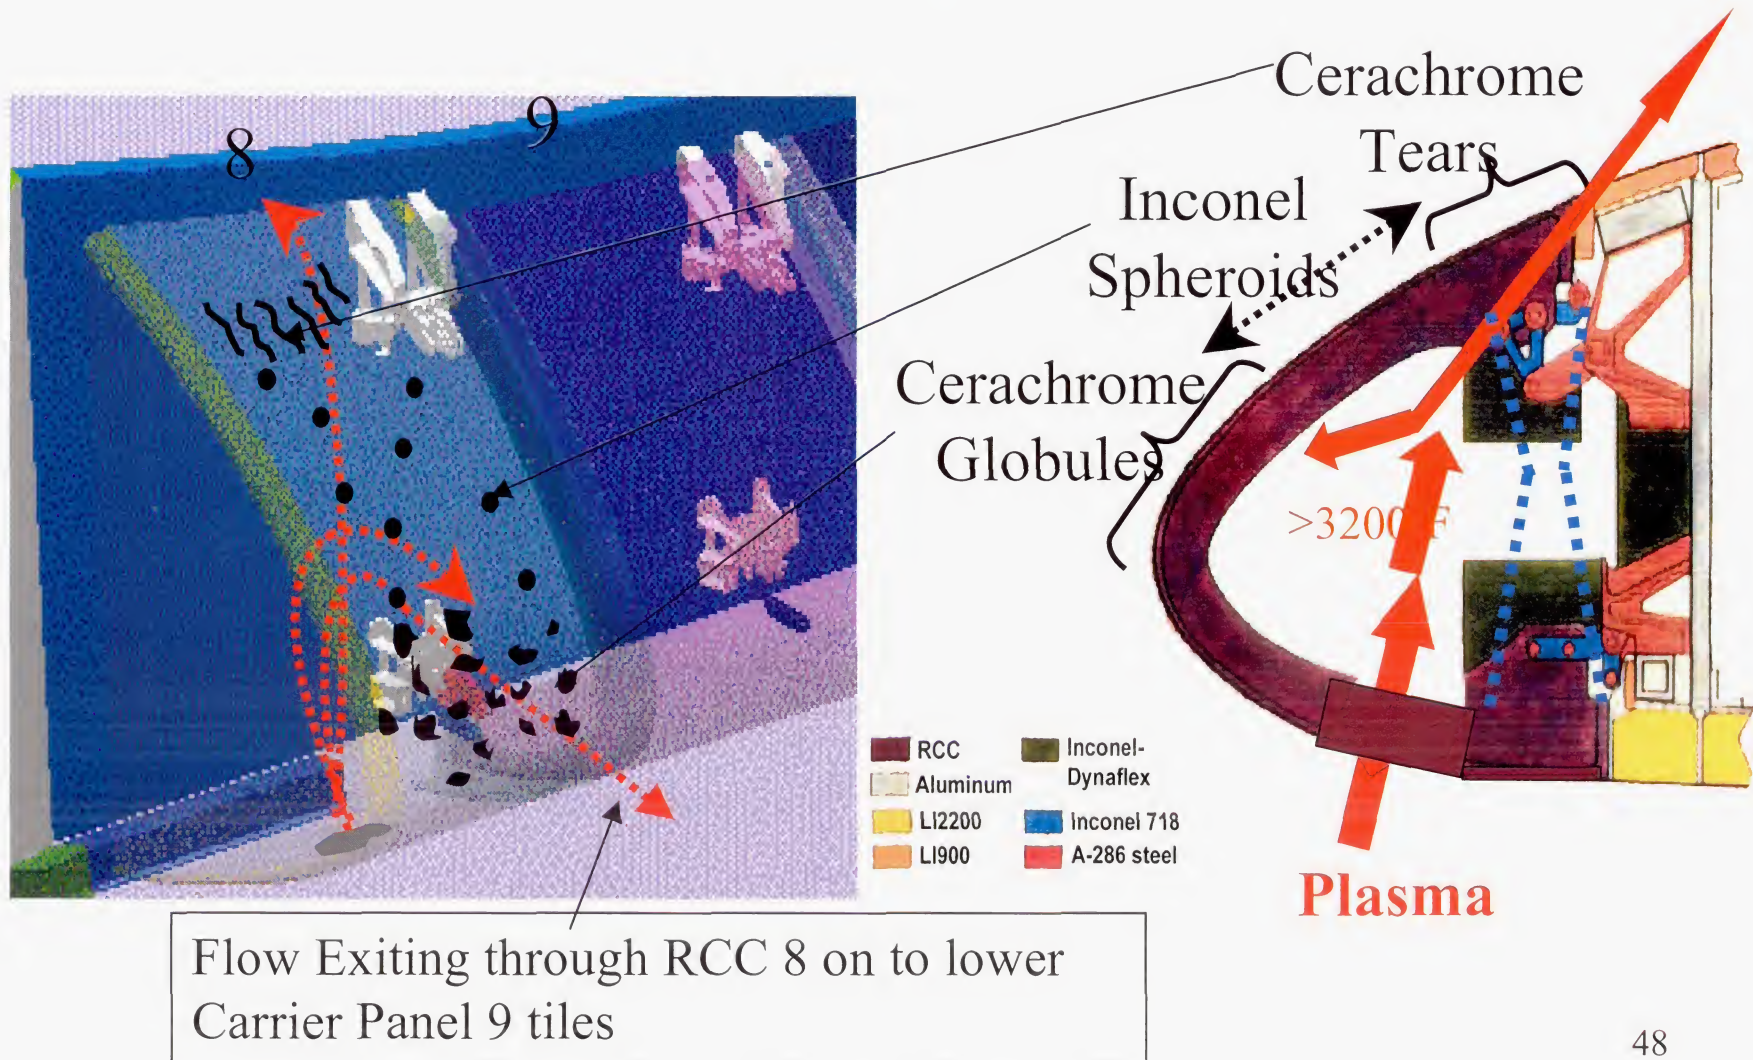 8
9
Cerachrome
Tears
Inconel
Spheroids
Cerachrome
Globules
>3200 F
RCC
Aluminum
LI2200
LI900
Inconel-
Dynaflex
Inconel 718
A-286 steel
Plasma
Flow Exiting through RCC 8 on to lower
Carrier Panel 9 tiles
48